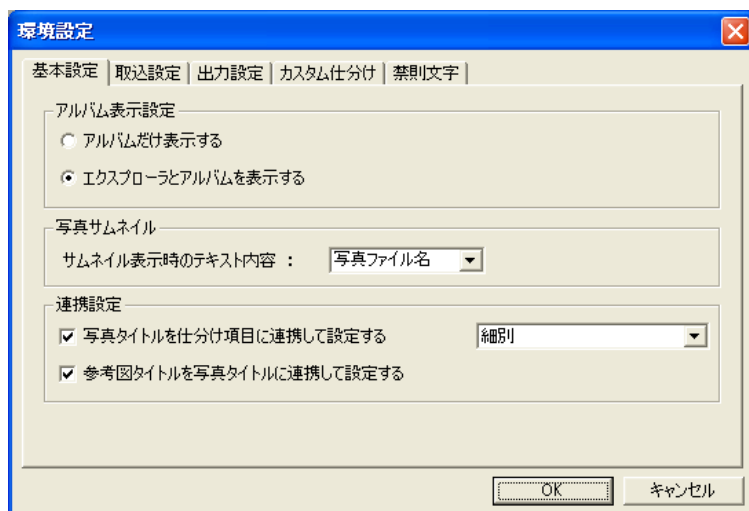 環境設定
基本設定 取込設定 出力設定 カスタム仕分け 禁則文字
アルバム表示設定
アルバムだけ表示する
エクスプローラとアルバムを表示する
写真サムネイル
サムネイル表示時のテキスト内容 : 写真ファイル名
連携設定
写真タイトルを仕分け項目に連携して設定する 細別
参考図タイトルを写真タイトルに連携して設定する
OK キャンセル